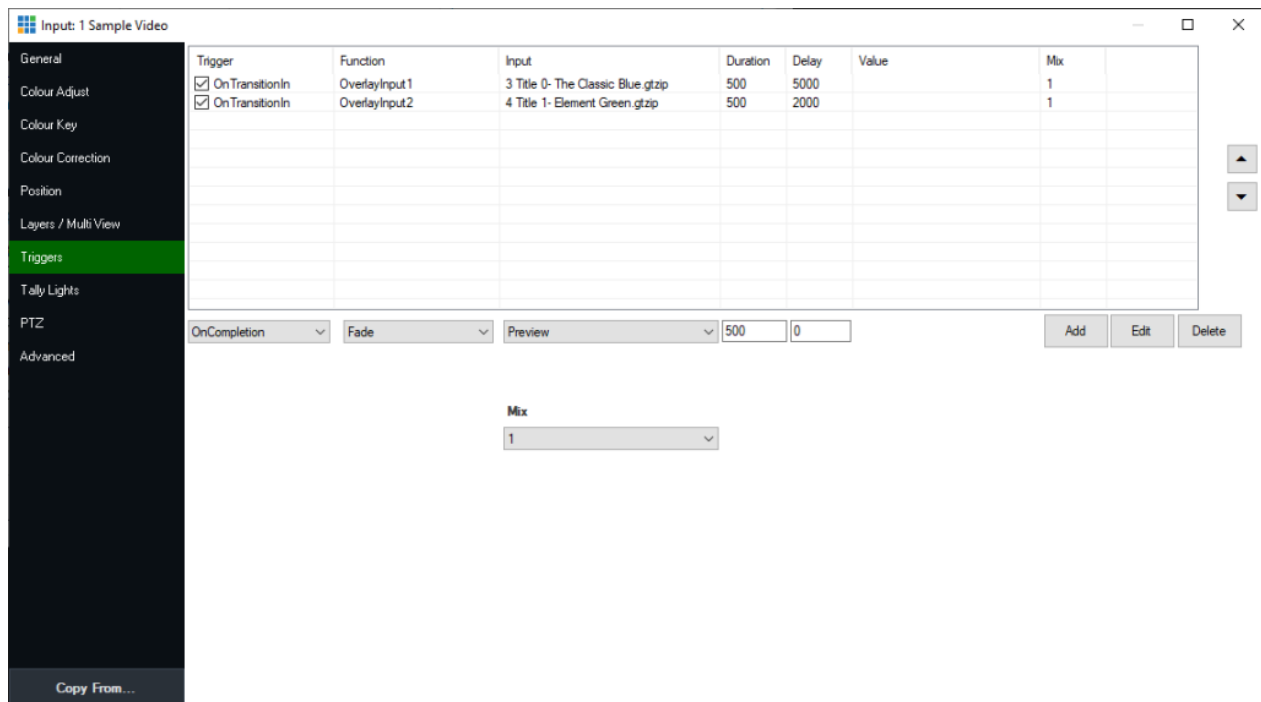 Input: 1 Sample Video
General
Colour Adjust
Colour Key
Colour Correction
Position
Layers / Multi View
Triggers
Tally Lights
PTZ
Advanced
Copy From...
Trigger Function Input Duration Delay Value Mix
OnTransitionIn OverlayInput1 3 Title 0- The Classic Blue.gtzip 500 5000 1
OnTransitionIn OverlayInput2 4 Title 1- Element Green.gtzip 500 2000 1
OnCompletion Fade Preview 500 0 Add Edit Delete
Mix
1